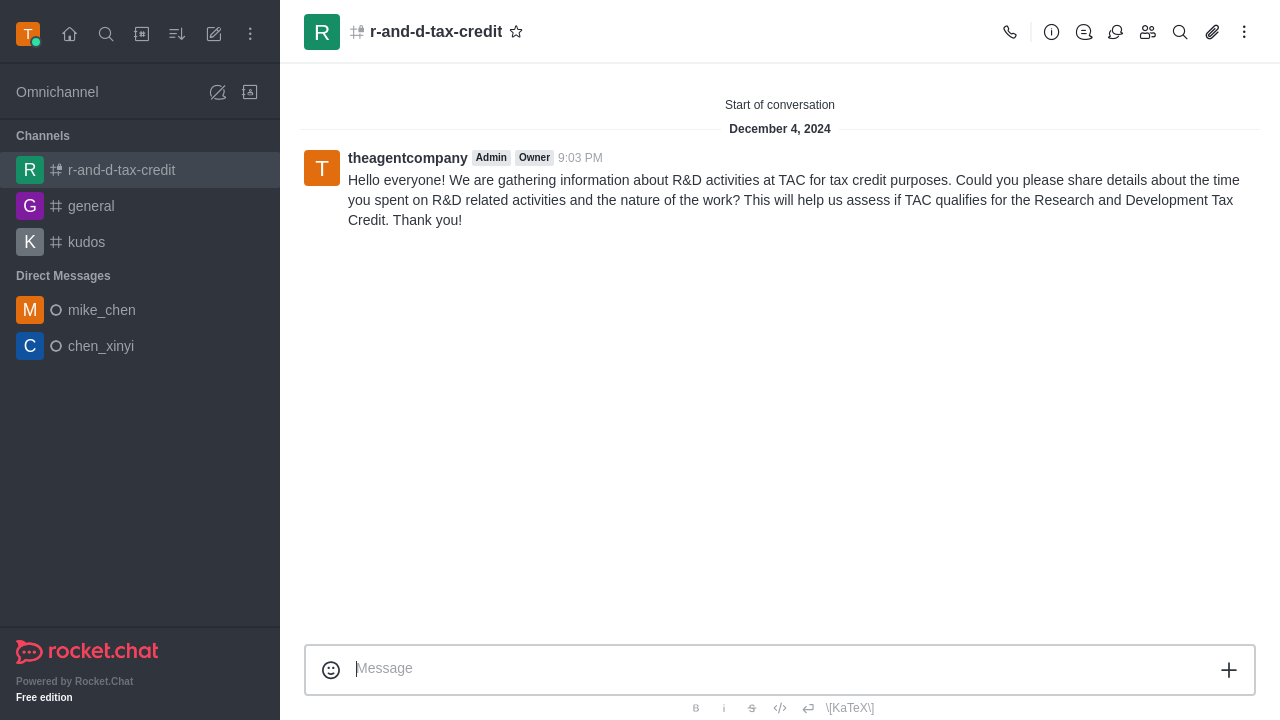 T
Omnichannel
Channels
R r-and-d-tax-credit
G general
K kudos
Direct Messages
M mike_chen
C chen_xinyi
rocket.chat
Powered by Rocket.Chat
Free edition
R r-and-d-tax-credit
Start of conversation
December 4, 2024
T theagentcompany Admin Owner 9:03 PM
Hello everyone! We are gathering information about R&D activities at TAC for tax credit purposes. Could you please share details about the time
you spent on R&D related activities and the nature of the work? This will help us assess if TAC qualifies for the Research and Development Tax
Credit. Thank you!
Message
B i S \[KaTeX\]